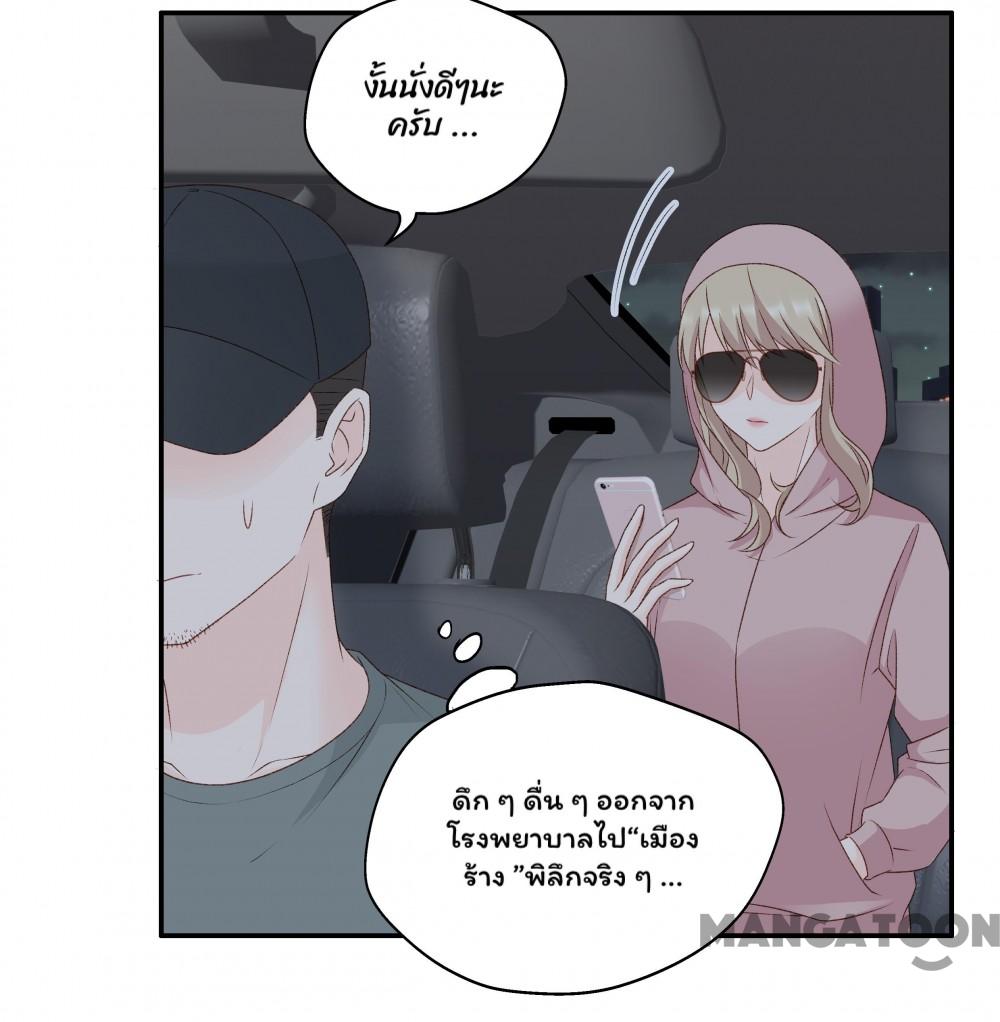 งั้นนั่งดีๆนะ
ครับ ...
ดึก ๆ ดื่น ๆ ออกจาก
โรงพยาบาลไป“เมือง
ร้าง ”พิลึกจริง ๆ ...
MANGATOON